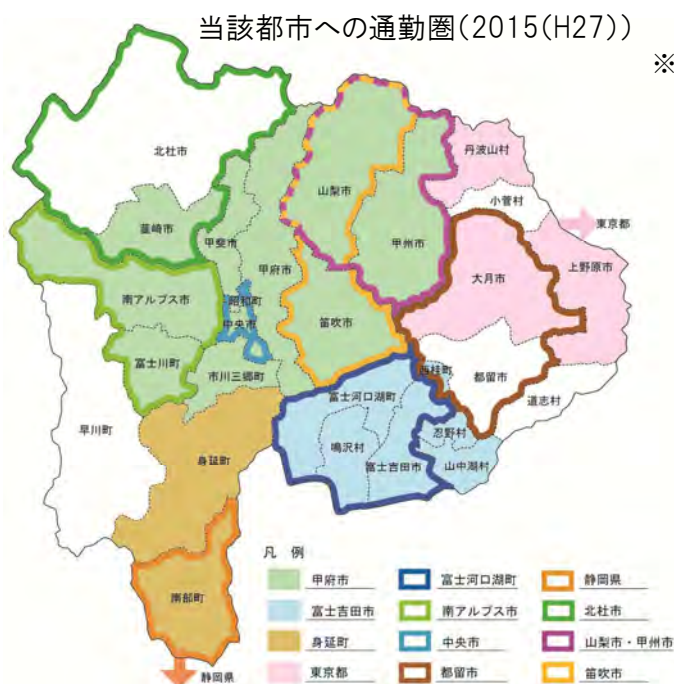 当該都市への通勤圏(2015(H27))
※
北杜市
丹波山村
小菅村
山梨市
東京都
韮崎市
甲斐市
甲州市
甲府市
大月市
上野原市
南アルプス市
昭和町
中央市
笛吹市
富士川町
市川三郷町
西桂町
都留市
道志村
早川町
富士河口湖町
忍野村
身延町
鳴沢村
富士吉田市
山中湖村
南部町
静岡県
凡 例
甲府市 富士河口湖町 静岡県
富士吉田市 南アルプス市 北杜市
身延町 中央市 山梨市・甲州市
東京都 都留市 笛吹市